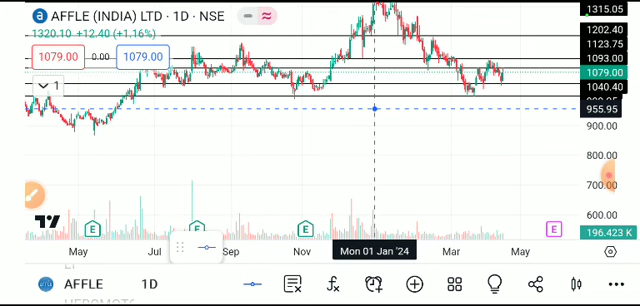 AFFLE (INDIA) LTD · 1D · NSE
1320.10 +12.40 (+1.16%)
1079.00 0.00 1079.00
1
1315.05
1202.40
1123.75
1093.00
1079.00
1040.40
955.95
900.00
800.00
700.00
600.00
196.423 K
E E E E
May Jul Sep Nov Mon 01 Jan '24 Mar May
AFFLE 1D